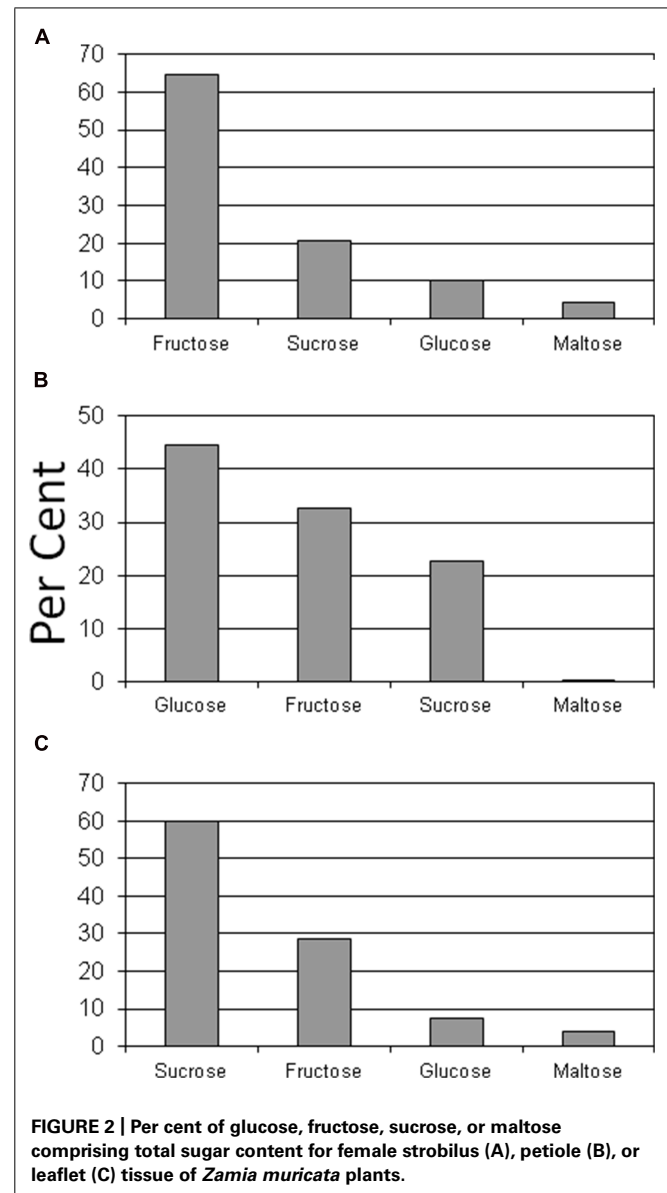 A
70
60
50
40
30
20
10
0
Fructose Sucrose Glucose Maltose
B
Per Cent
50
40
30
20
10
0
Glucose Fructose Sucrose Maltose
C
70
60
50
40
30
20
10
0
Sucrose Fructose Glucose Maltose
FIGURE 2 | Per cent of glucose, fructose, sucrose, or maltose
comprising total sugar content for female strobilus (A), petiole (B), or
leaflet (C) tissue of Zamia muricata plants.